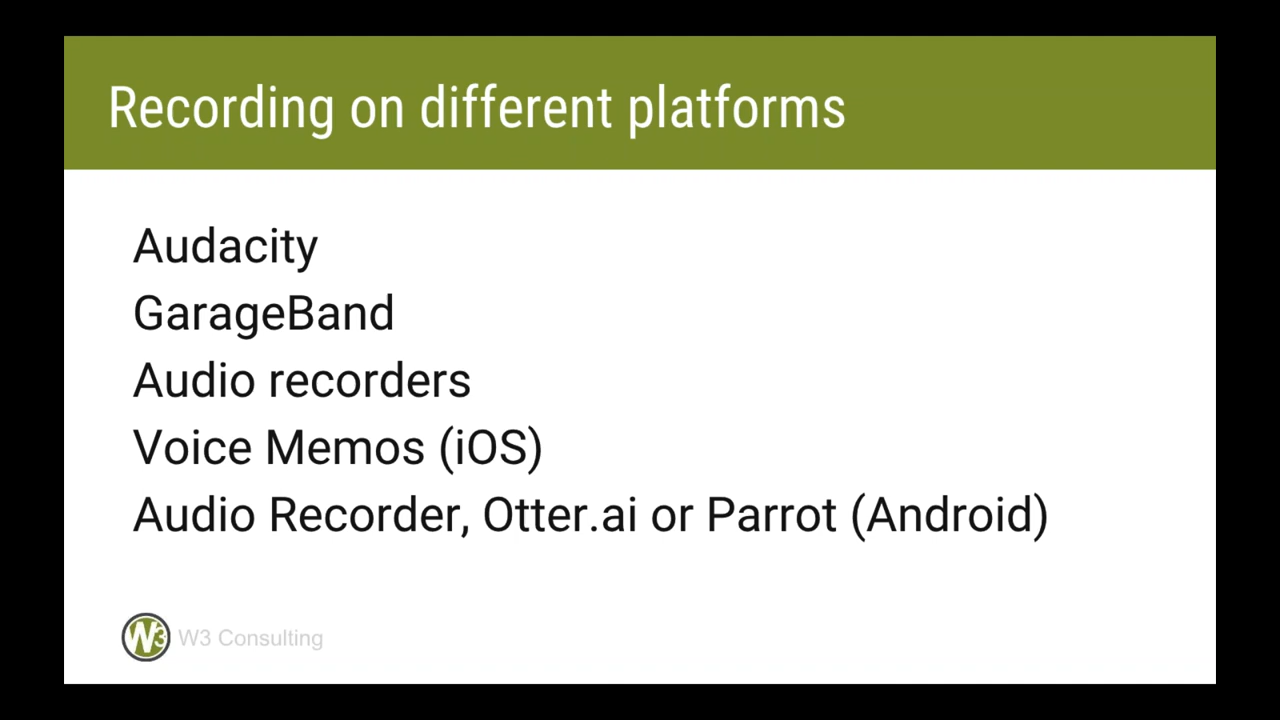 Recording on different platforms
Audacity
GarageBand
Audio recorders
Voice Memos (iOS)
Audio Recorder, Otter.ai or Parrot (Android)
W3 W3 Consulting